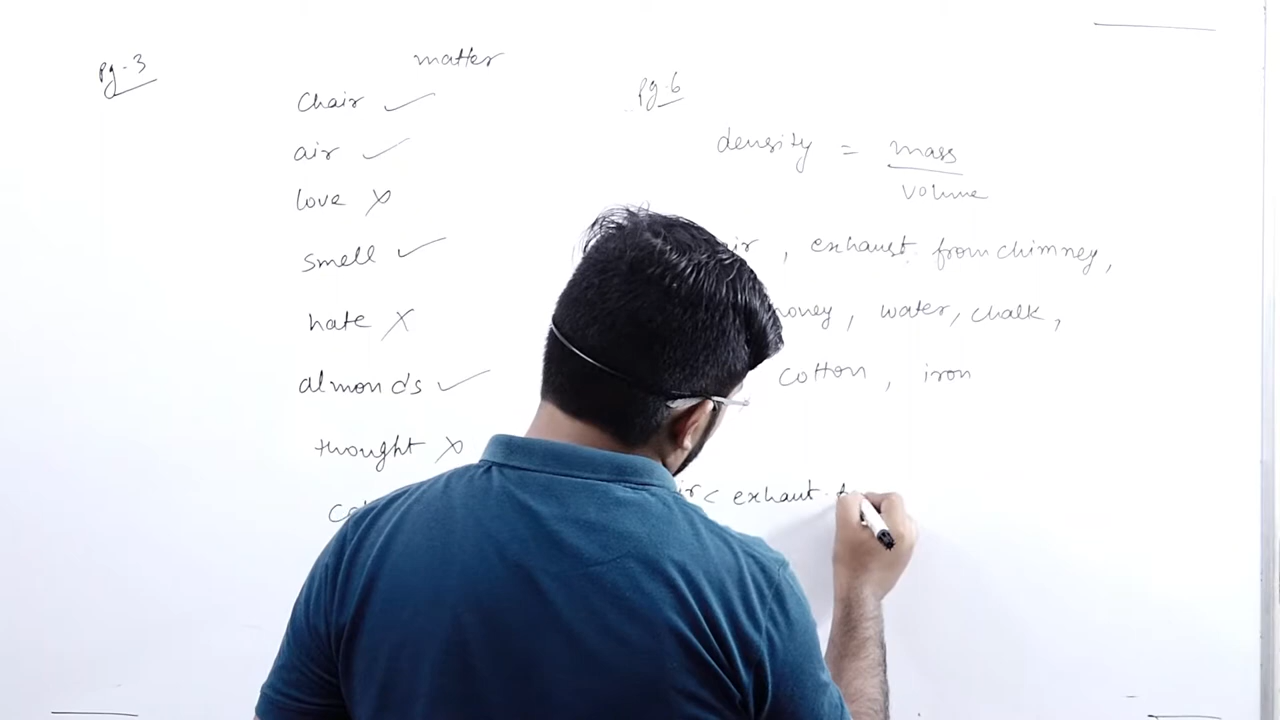 Pg-3
matter
Chair ✓
air ✓
love ✗
smell ✓
hate ✗
almonds ✓
thought ✗
Pg.6
density = mass
volume
, exhaust from chimney,
, water, chalk,
cotton, iron
< exhaut